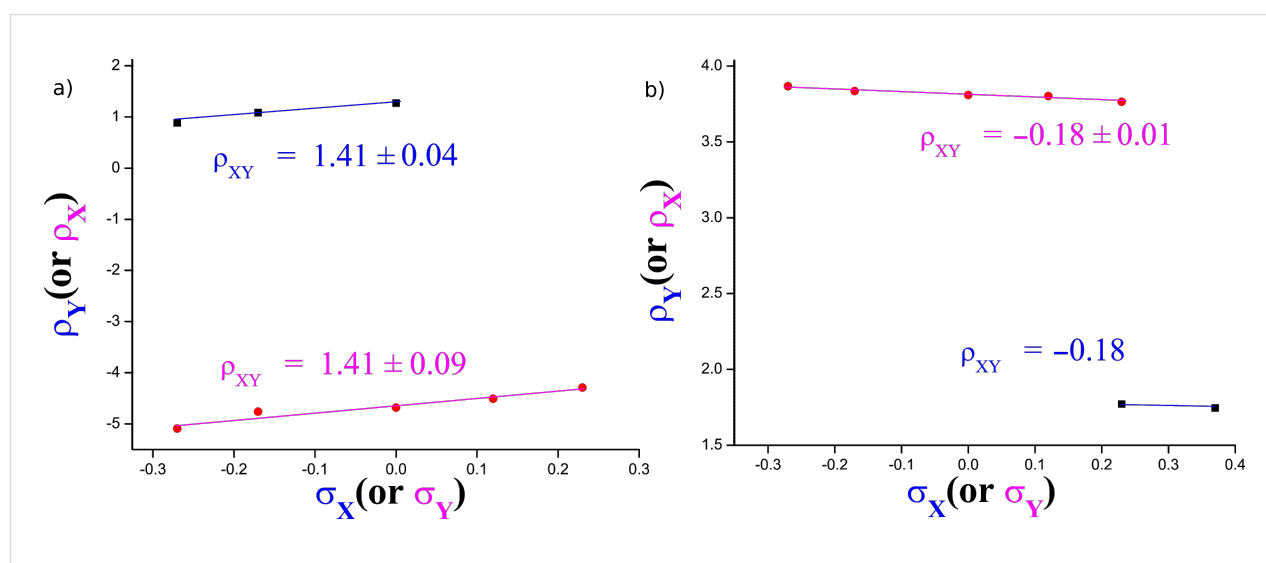 a)
2
1
0
-1
-2
-3
-4
-5
-0.3 -0.2 -0.1 0.0 0.1 0.2 0.3
ρY(or ρX)
σX(or σY)
ρXY = 1.41 ± 0.04
ρXY = 1.41 ± 0.09
b)
4.0
3.5
3.0
2.5
2.0
1.5
-0.3 -0.2 -0.1 0.0 0.1 0.2 0.3 0.4
ρY(or ρX)
σX(or σY)
ρXY = −0.18 ± 0.01
ρXY = −0.18